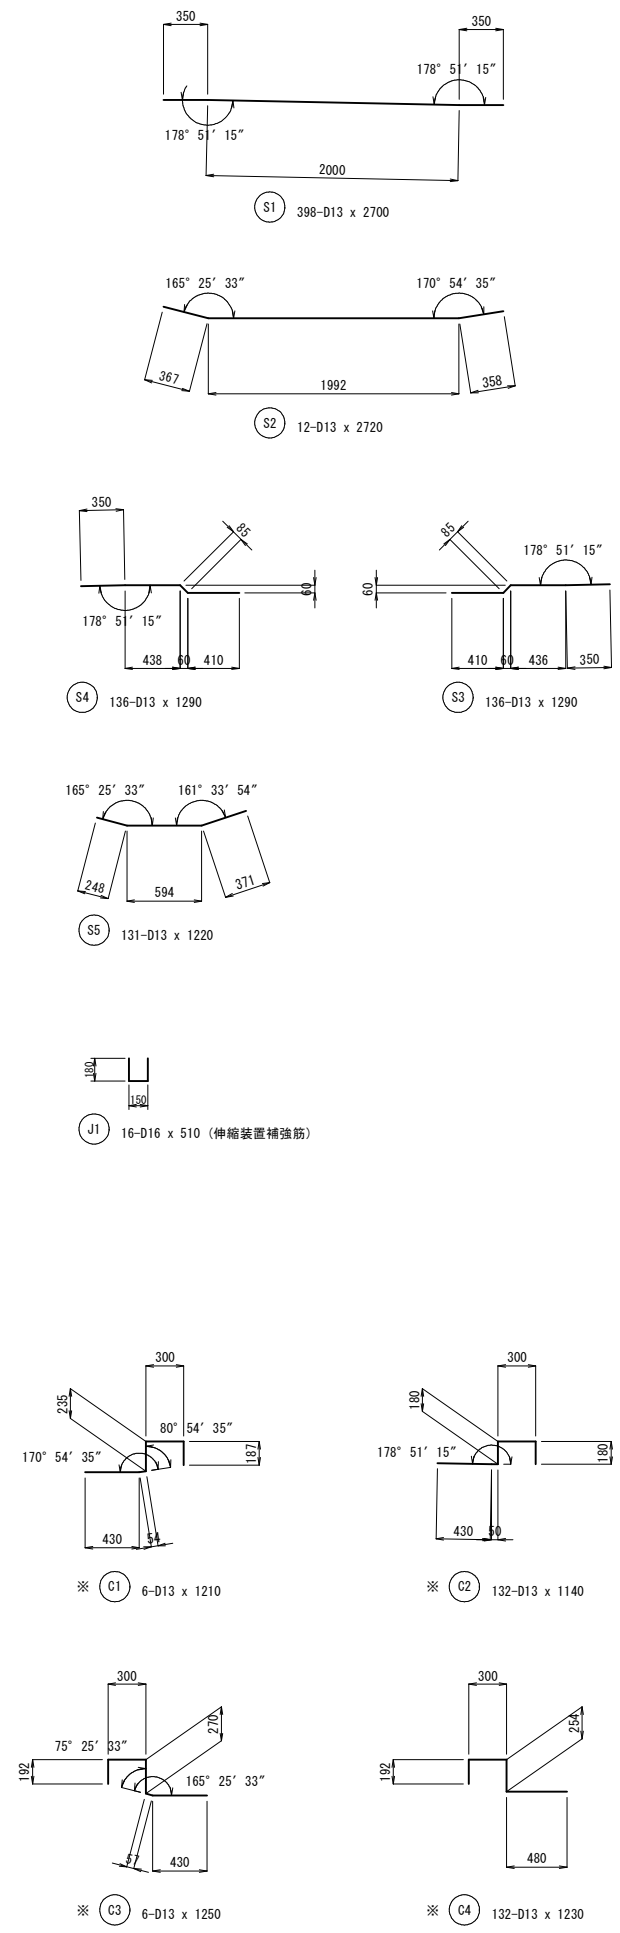 350
350
178° 51′ 15″
178° 51′ 15″
2000
S1 398-D13 x 2700
165° 25′ 33″
170° 54′ 35″
367
1992
358
S2 12-D13 x 2720
350
85
60
178° 51′ 15″
438
60
410
S4 136-D13 x 1290
85
178° 51′ 15″
60
410
60
436
350
S3 136-D13 x 1290
165° 25′ 33″
161° 33′ 54″
248
594
371
S5 131-D13 x 1220
180
150
J1 16-D16 x 510 (伸縮装置補強筋)
300
235
80° 54′ 35″
187
170° 54′ 35″
430
54
※ C1 6-D13 x 1210
300
180
178° 51′ 15″
180
430
50
※ C2 132-D13 x 1140
300
270
75° 25′ 33″
192
165° 25′ 33″
57
430
※ C3 6-D13 x 1250
300
254
192
480
※ C4 132-D13 x 1230